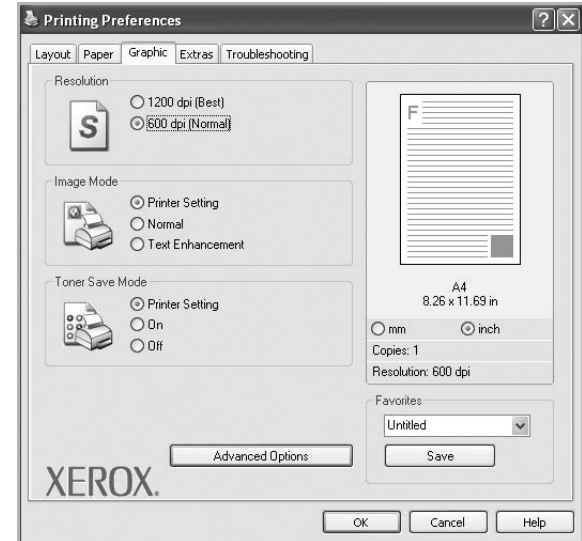 Printing Preferences
Layout Paper Graphic Extras Troubleshooting
Resolution
S
1200 dpi (Best)
600 dpi (Normal)
Image Mode
Printer Setting
Normal
Text Enhancement
Toner Save Mode
Printer Setting
On
Off
Advanced Options
XEROX.
F
A4
8.26 x 11.69 in
mm inch
Copies: 1
Resolution: 600 dpi
Favorites
Untitled
Save
OK Cancel Help